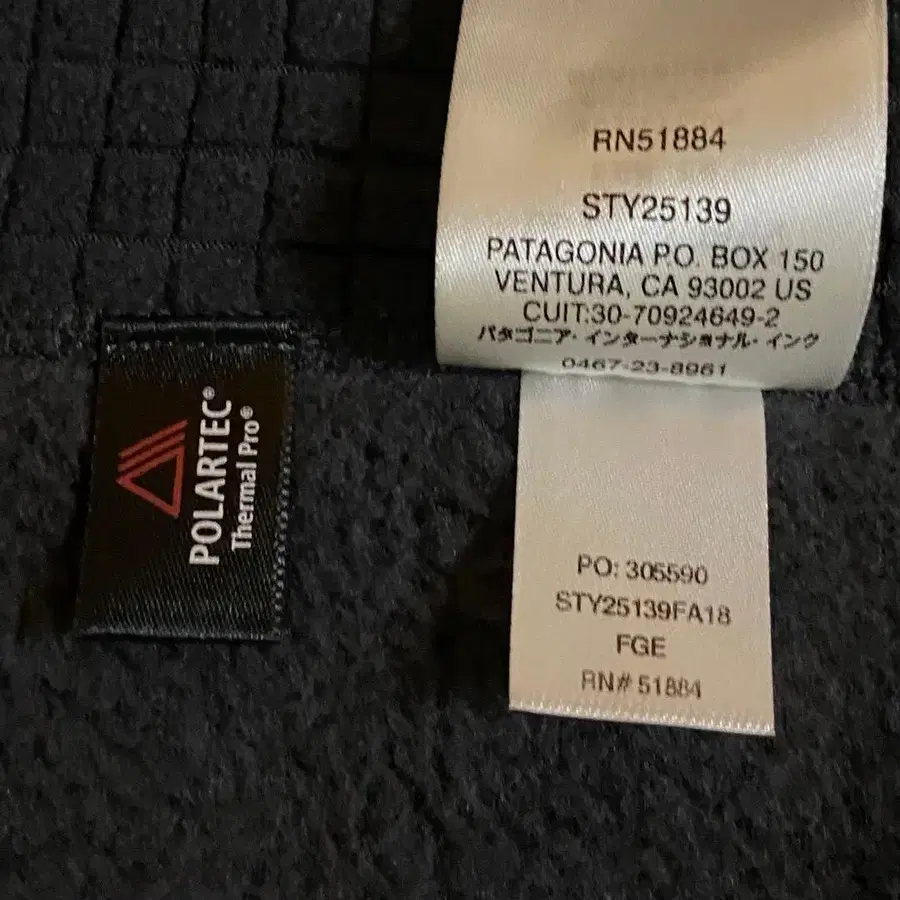 RN51884
STY25139
PATAGONIA P.O. BOX 150
VENTURA, CA 93002 US
CUIT:30-70924649-2
パタゴニア・インターナショナル・インク
0467-23-8961
POLARTEC®
Thermal Pro®
PO: 305590
STY25139FA18
FGE
RN# 51884